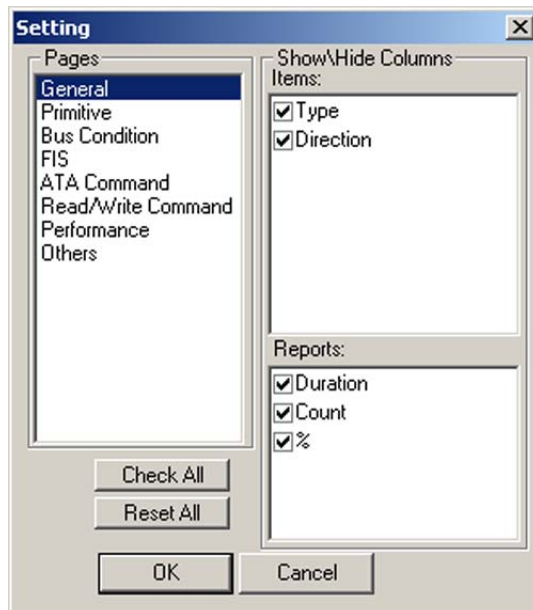 Setting
Pages
General
Primitive
Bus Condition
FIS
ATA Command
Read/Write Command
Performance
Others
Check All
Reset All
Show\Hide Columns
Items:
Type
Direction
Reports:
Duration
Count
%
OK
Cancel